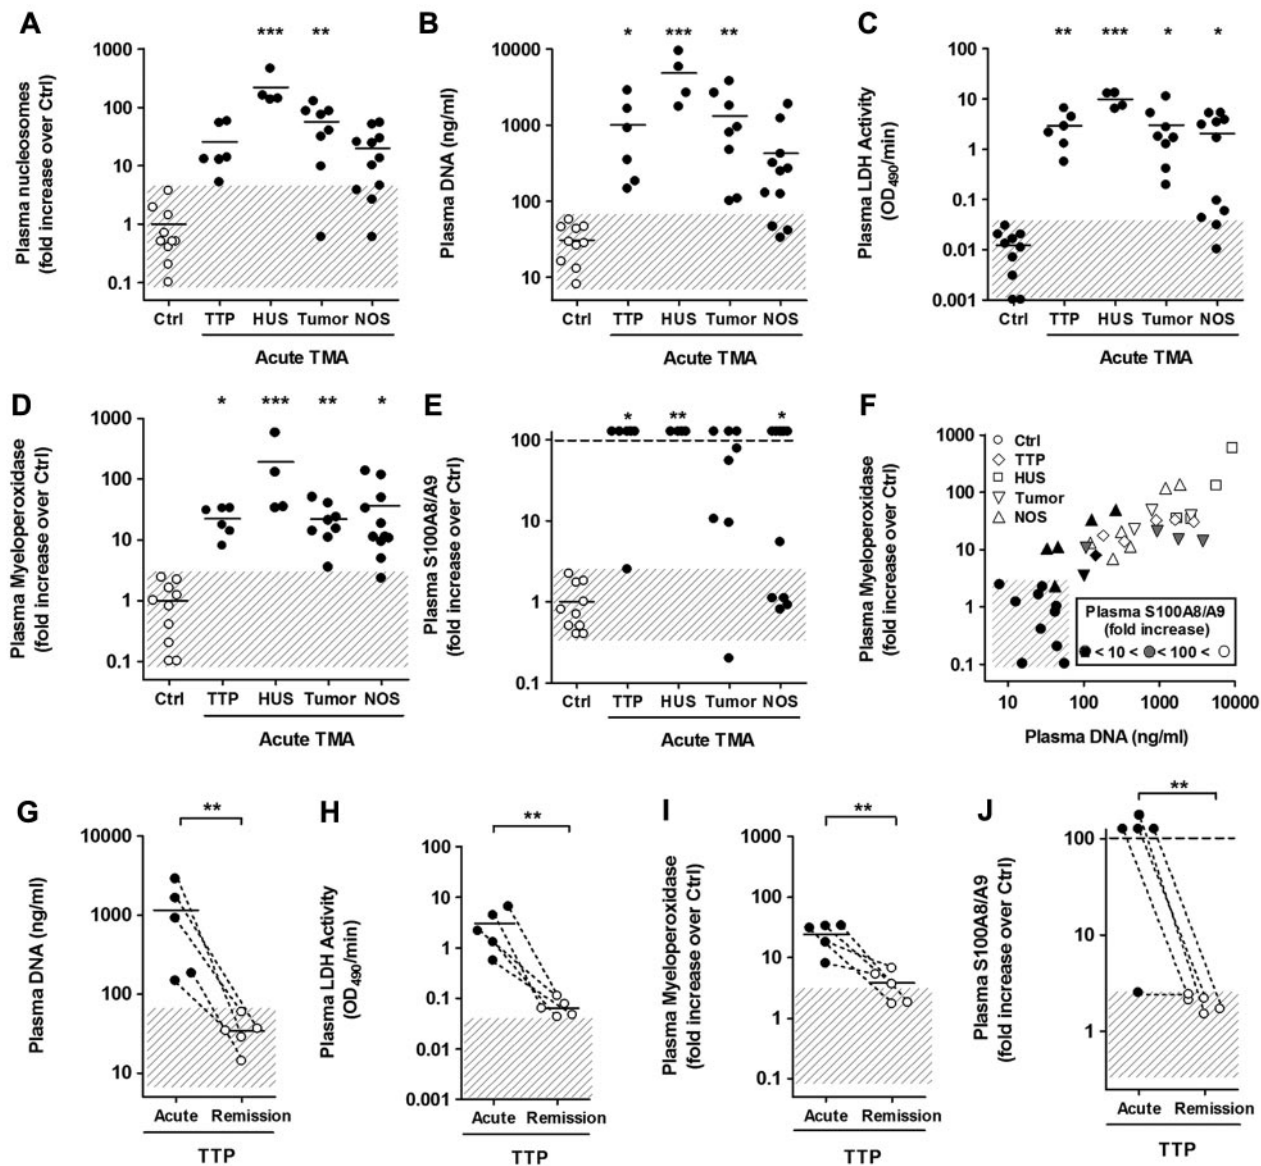 A
Plasma nucleosomes
(fold increase over Ctrl)
1000
100
10
1
0.1
*** **
Ctrl TTP HUS Tumor NOS
Acute TMA
B
Plasma DNA (ng/ml)
10000
1000
100
10
* *** **
Ctrl TTP HUS Tumor NOS
Acute TMA
C
Plasma LDH Activity
(OD490/min)
100
10
1
0.1
0.01
0.001
** *** * *
Ctrl TTP HUS Tumor NOS
Acute TMA
D
Plasma Myeloperoxidase
(fold increase over Ctrl)
1000
100
10
1
0.1
* *** ** *
Ctrl TTP HUS Tumor NOS
Acute TMA
E
Plasma S100A8/A9
(fold increase over Ctrl)
100
10
1
0.1
* ** *
Ctrl TTP HUS Tumor NOS
Acute TMA
F
Plasma Myeloperoxidase
(fold increase over Ctrl)
1000
100
10
1
0.1
Ctrl
TTP
HUS
Tumor
NOS
Plasma S100A8/A9
(fold increase)
< 10 < < 100 <
10 100 1000 10000
Plasma DNA (ng/ml)
G
Plasma DNA (ng/ml)
10000
1000
100
10
**
Acute Remission
TTP
H
Plasma LDH Activity
(OD490/min)
100
10
1
0.1
0.01
0.001
**
Acute Remission
TTP
I
Plasma Myeloperoxidase
(fold increase over Ctrl)
1000
100
10
1
0.1
**
Acute Remission
TTP
J
Plasma S100A8/A9
(fold increase over Ctrl)
100
10
1
**
Acute Remission
TTP